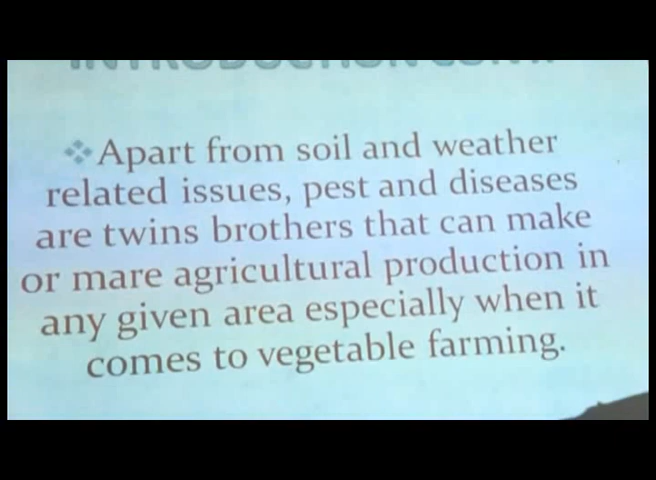 Apart from soil and weather
related issues, pest and diseases
are twins brothers that can make
or mare agricultural production in
any given area especially when it
comes to vegetable farming.